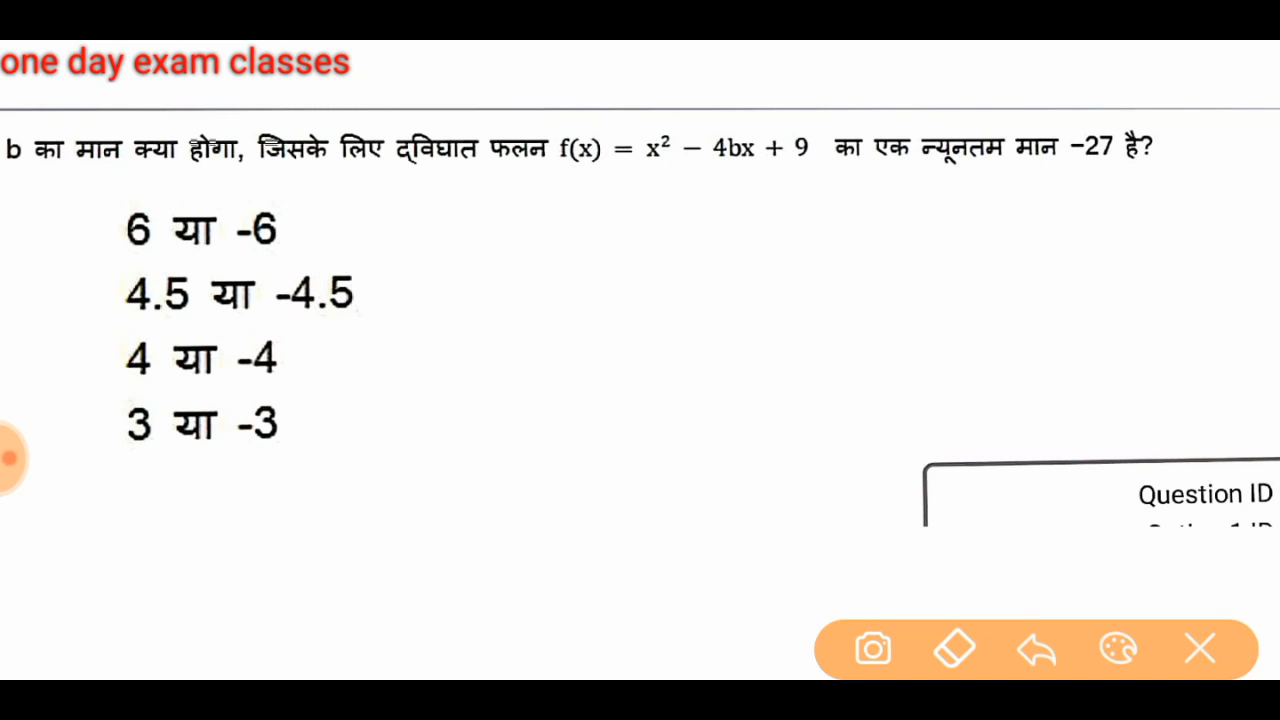 one day exam classes
b का मान क्या होगा, जिसके लिए द्विघात फलन f(x) = x² − 4bx + 9 का एक न्यूनतम मान −27 है?
6 या -6
4.5 या -4.5
4 या -4
3 या -3
Question ID